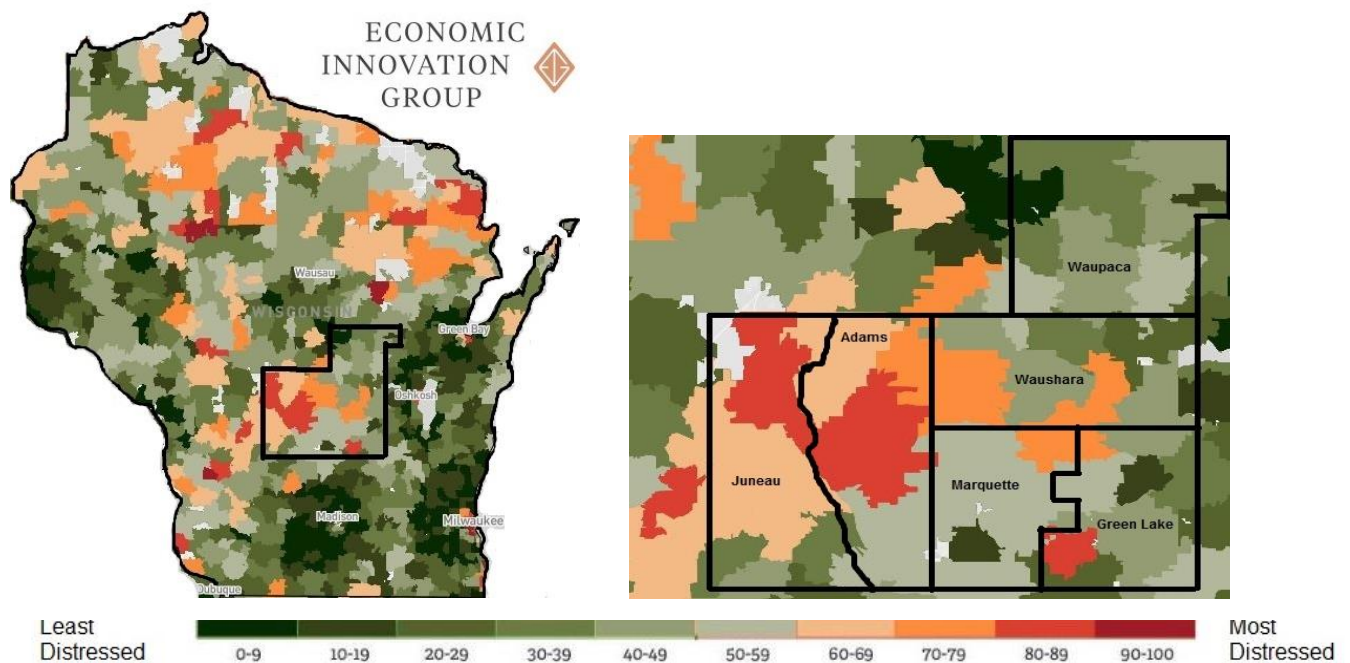 ECONOMIC
INNOVATION
GROUP
Wausau
WISCONSIN
Green Bay
Oshkosh
Madison
Milwaukee
Dubuque
Waupaca
Adams
Waushara
Juneau
Marquette
Green Lake
Least
Distressed
0-9 10-19 20-29 30-39 40-49 50-59 60-69 70-79 80-89 90-100
Most
Distressed